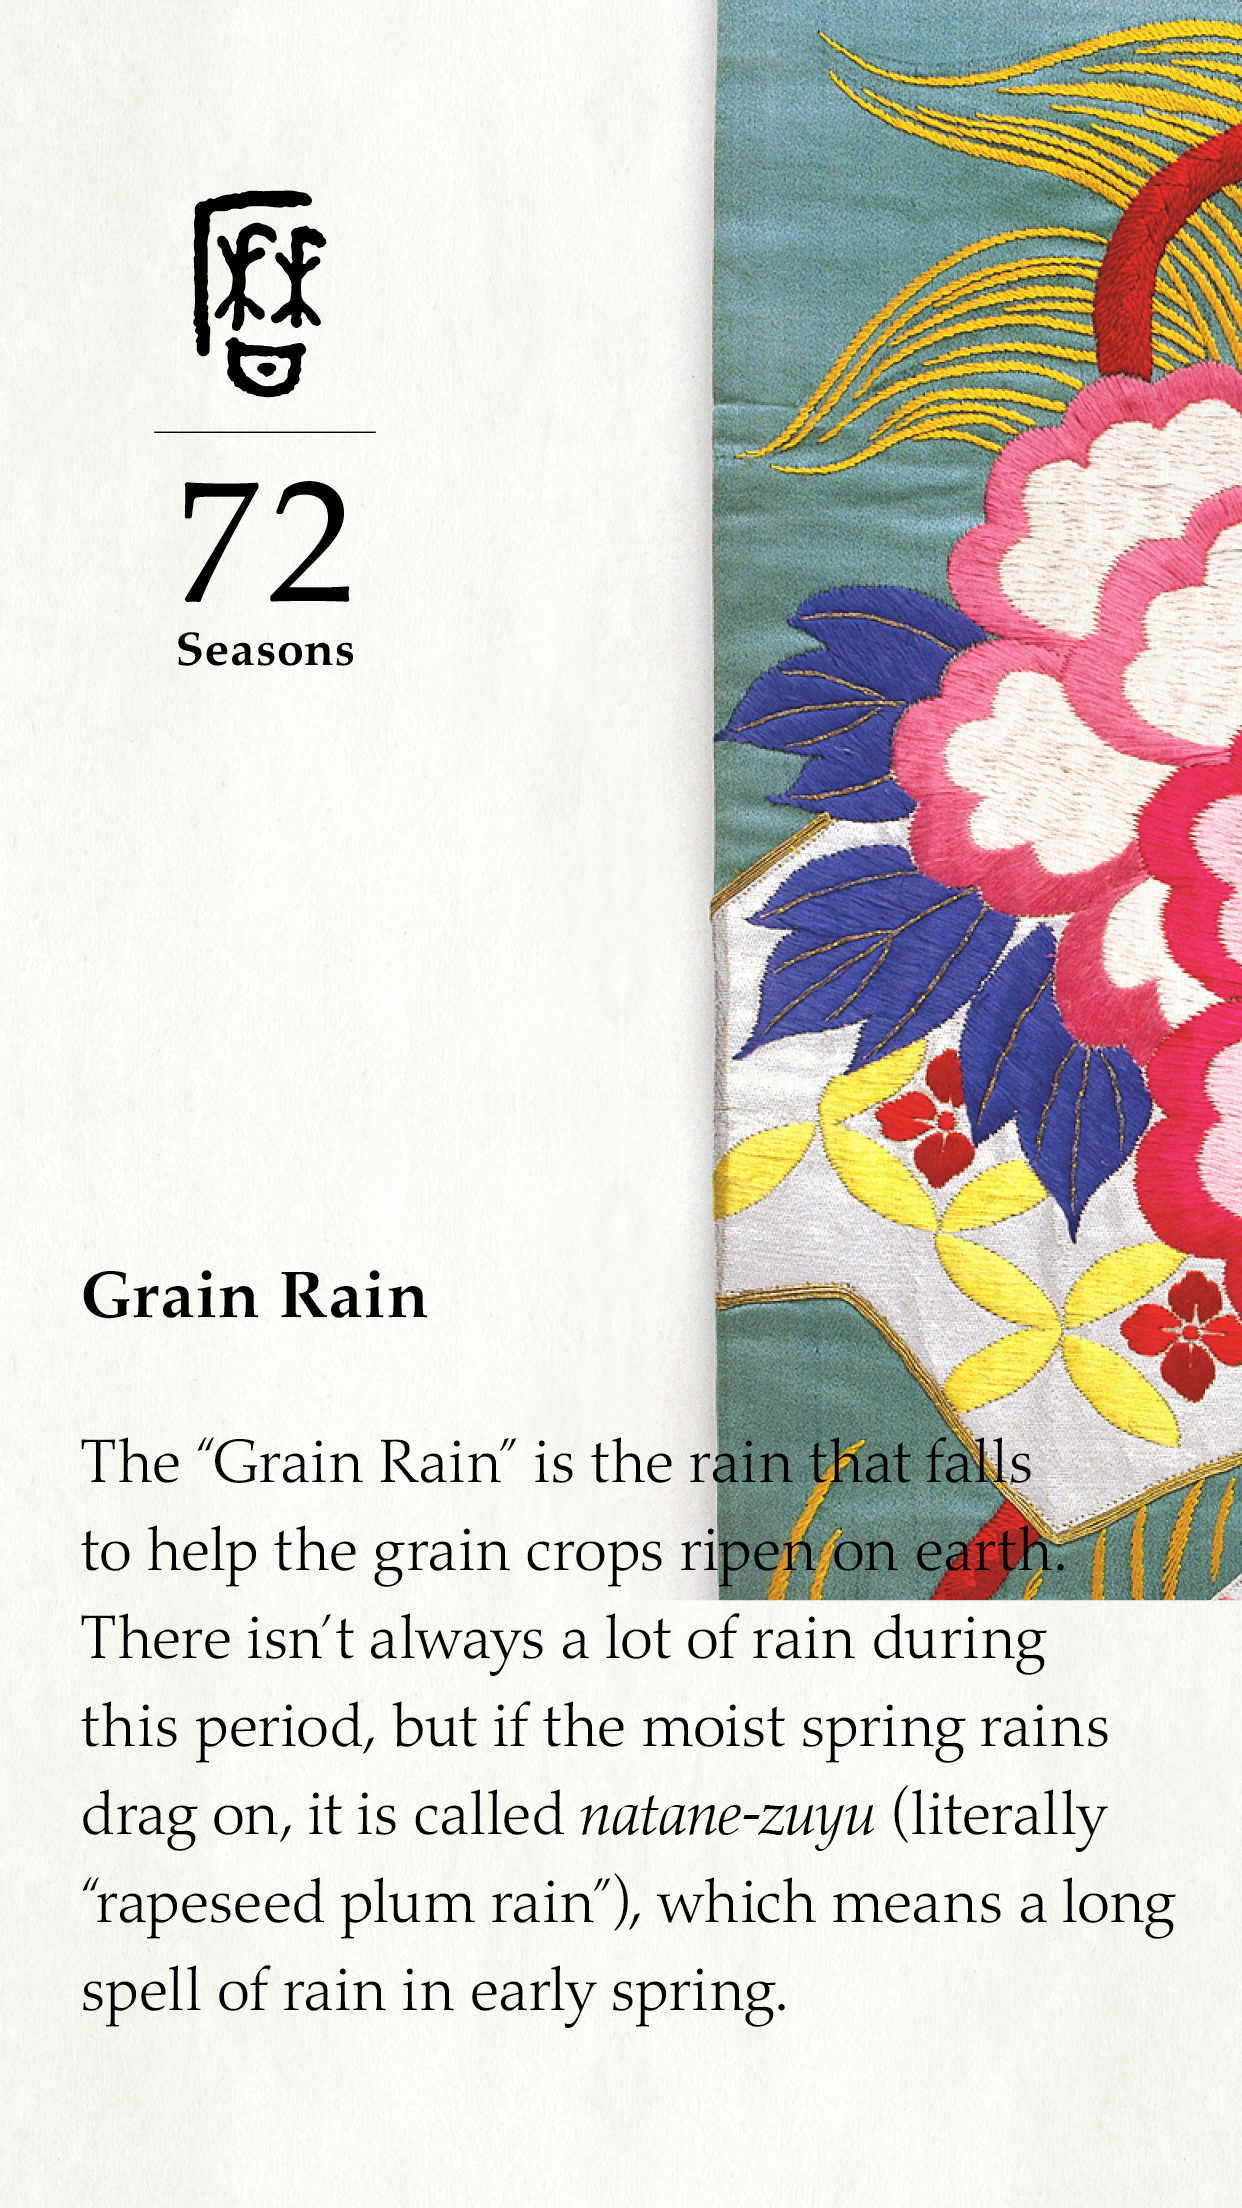 暦
72
Seasons
Grain Rain
The “Grain Rain” is the rain that falls
to help the grain crops ripen on earth.
There isn’t always a lot of rain during
this period, but if the moist spring rains
drag on, it is called natane-zuyu (literally
“rapeseed plum rain”), which means a long
spell of rain in early spring.